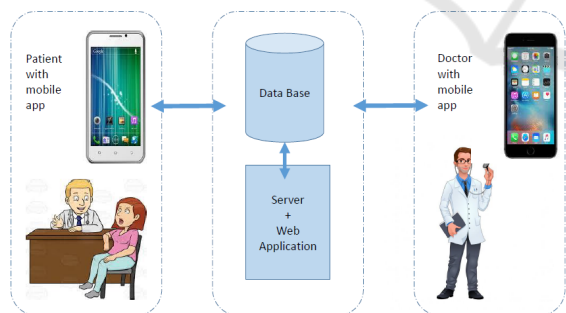 Patient
with
mobile
app
Data Base
Server
+
Web
Application
Doctor
with
mobile
app